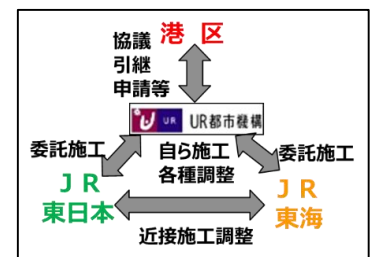 協議
引継
申請等
港 区
UR UR都市機構
委託施工
自ら施工
各種調整
委託施工
JR
東日本
JR
東海
近接施工調整